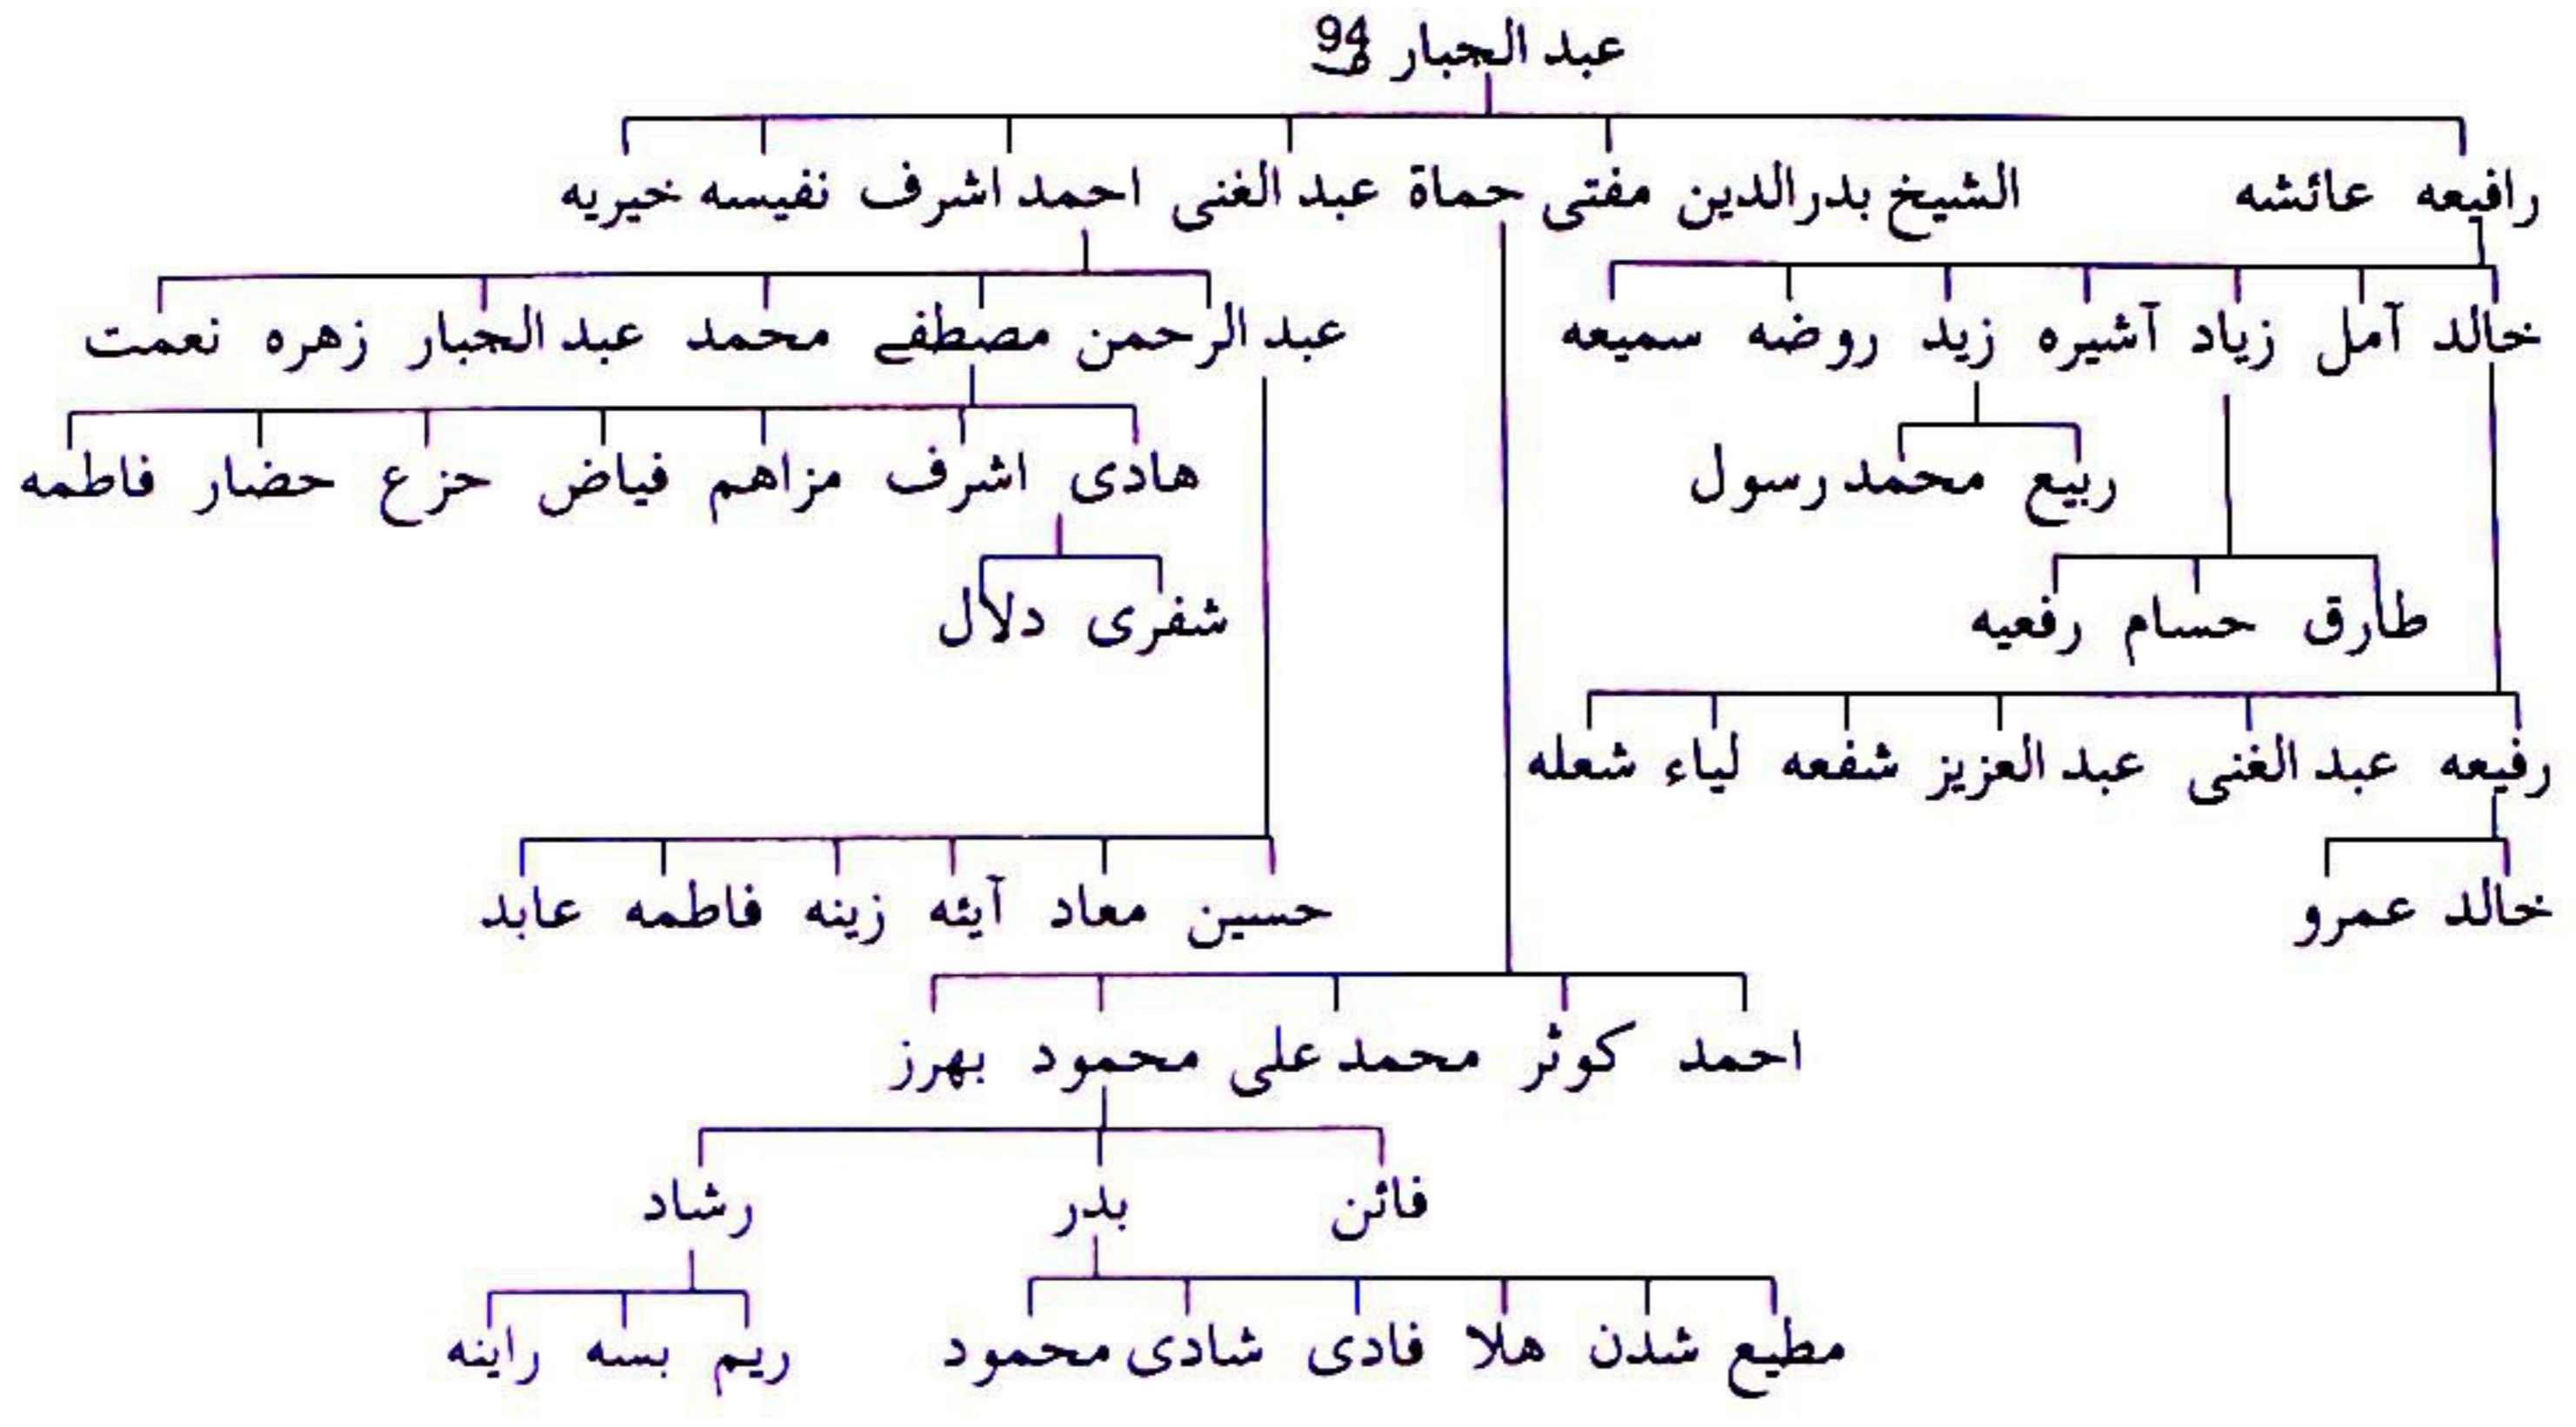 عبد الجبار ص 94
رافیعه عائشه الشیخ بدرالدین مفتی حماة عبد الغنی احمد اشرف نفیسه خیریه
خالد آمل زیاد آشیره زید روضه سمیعه
عبد الرحمن مصطفے محمد عبد الجبار زهره نعمت
ربیع محمد رسول
هادی اشرف مزاهم فیاض حزع حضار فاطمه
طارق حسام رفعیه
شفری دلال
رفیعه عبد الغنی عبد العزیز شفعه لیاء شعله
خالد عمرو
حسین معاد آیئه زینه فاطمه عابد
احمد کوثر محمد علی محمود بهرز
فائن بدر رشاد
مطیع شدن هلا فادی شادی محمود
ریم بسه راینه